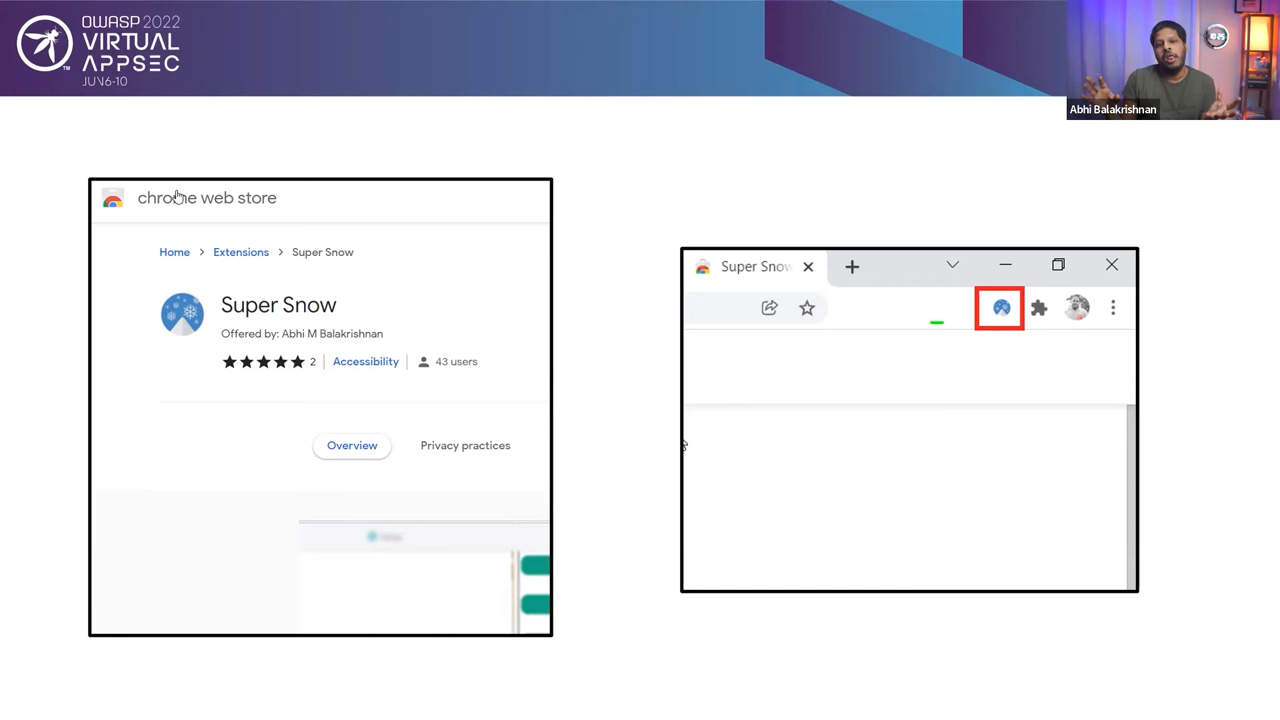 OWASP 2022
VIRTUAL
APPSEC
JUN 6-10
Abhi Balakrishnan
chrome web store
Home > Extensions > Super Snow
Super Snow
Offered by: Abhi M Balakrishnan
2 | Accessibility | 43 users
Overview Privacy practices
Super Snow